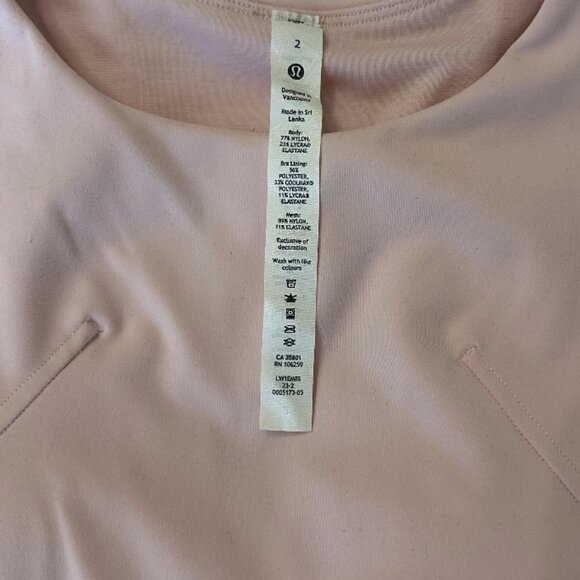 2
Designed in
Vancouver
Made in Sri
Lanka
Body:
77% NYLON,
23% LYCRA®
ELASTANE
Bra Lining:
56%
POLYESTER,
33% COOLMAX®
POLYESTER,
11% LYCRA®
ELASTANE
Mesh:
89% NYLON,
11% ELASTANE
Exclusive of
decoration
Wash with like
colours
CA 35801
RN 106259
23-2
0005173-05